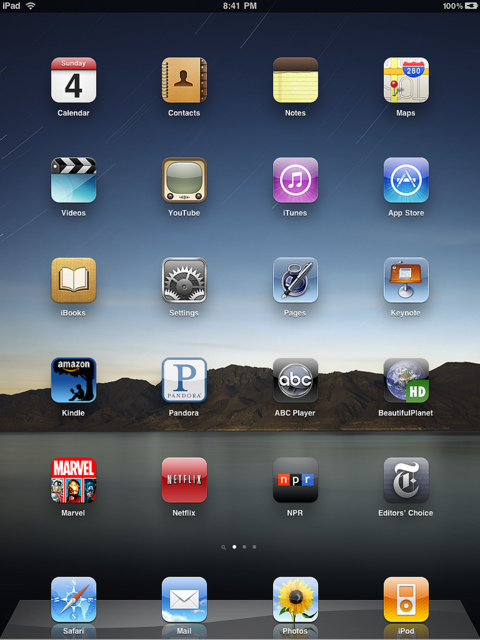 iPad 8:41 PM 100%
Sunday
4
280
Calendar Contacts Notes Maps
Videos YouTube iTunes App Store
iBooks Settings Pages Keynote
amazon
P
PANDORA
abc
HD
Kindle Pandora ABC Player BeautifulPlanet
MARVEL
NETFLIX
n p r
T
Marvel Netflix NPR Editors' Choice
Safari Mail Photos iPod